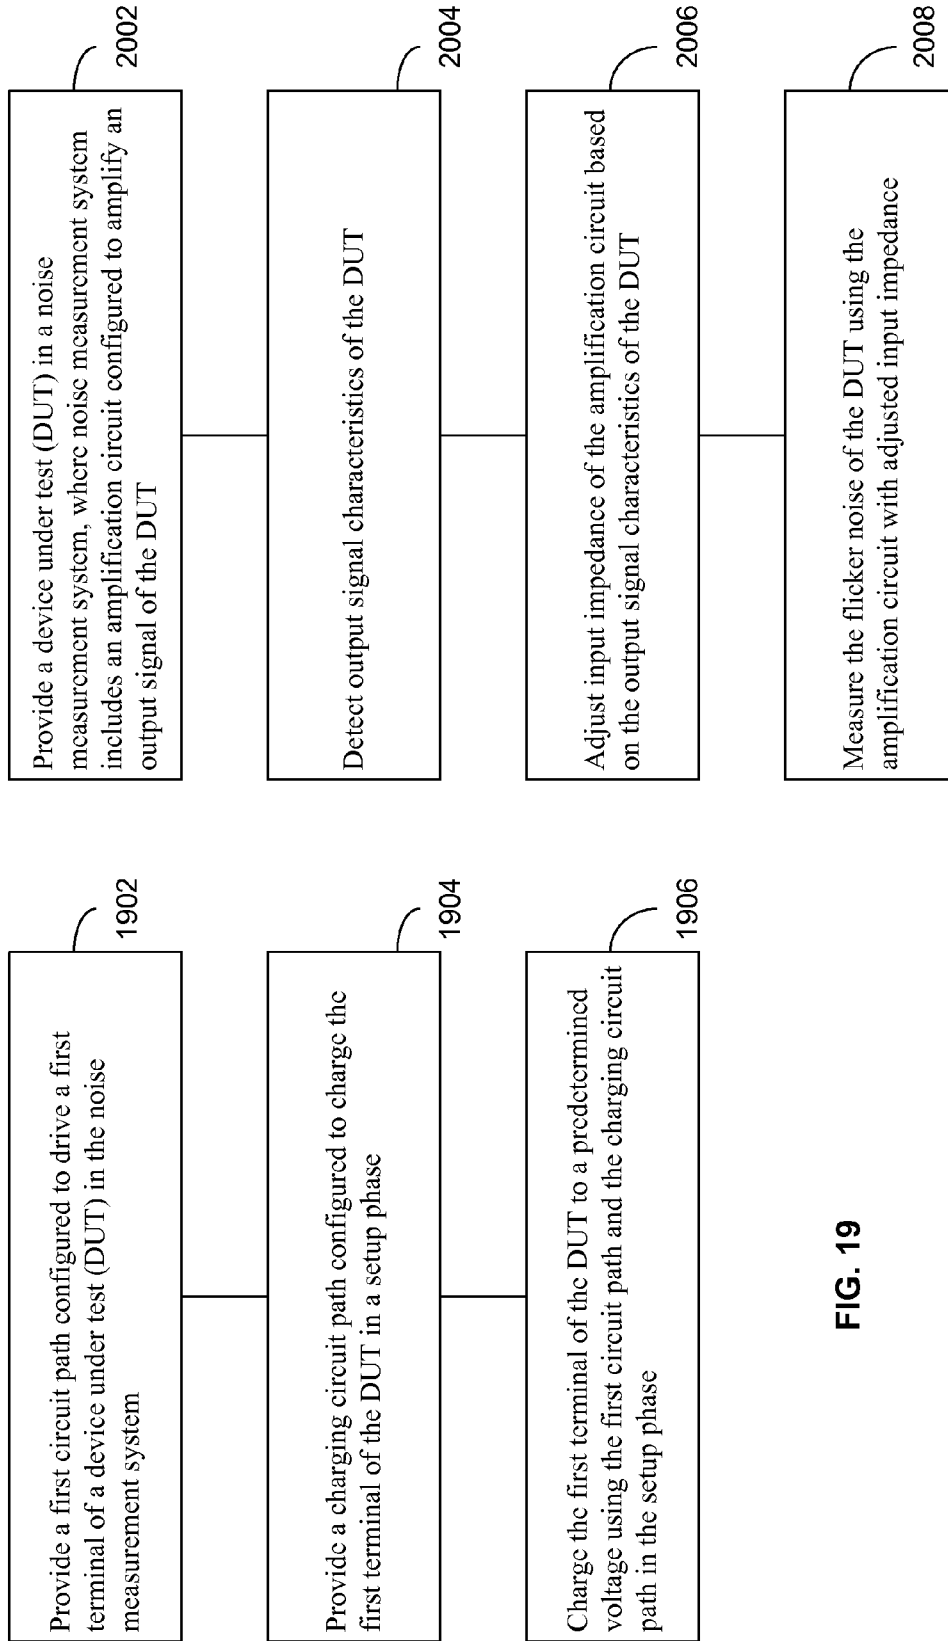 Provide a first circuit path configured to drive a first
terminal of a device under test (DUT) in the noise
measurement system
1902
Provide a charging circuit path configured to charge the
first terminal of the DUT in a setup phase
1904
Charge the first terminal of the DUT to a predetermined
voltage using the first circuit path and the charging circuit
path in the setup phase
1906
FIG. 19
Provide a device under test (DUT) in a noise
measurement system, where noise measurement system
includes an amplification circuit configured to amplify an
output signal of the DUT
2002
Detect output signal characteristics of the DUT
2004
Adjust input impedance of the amplification circuit based
on the output signal characteristics of the DUT
2006
Measure the flicker noise of the DUT using the
amplification circuit with adjusted input impedance
2008